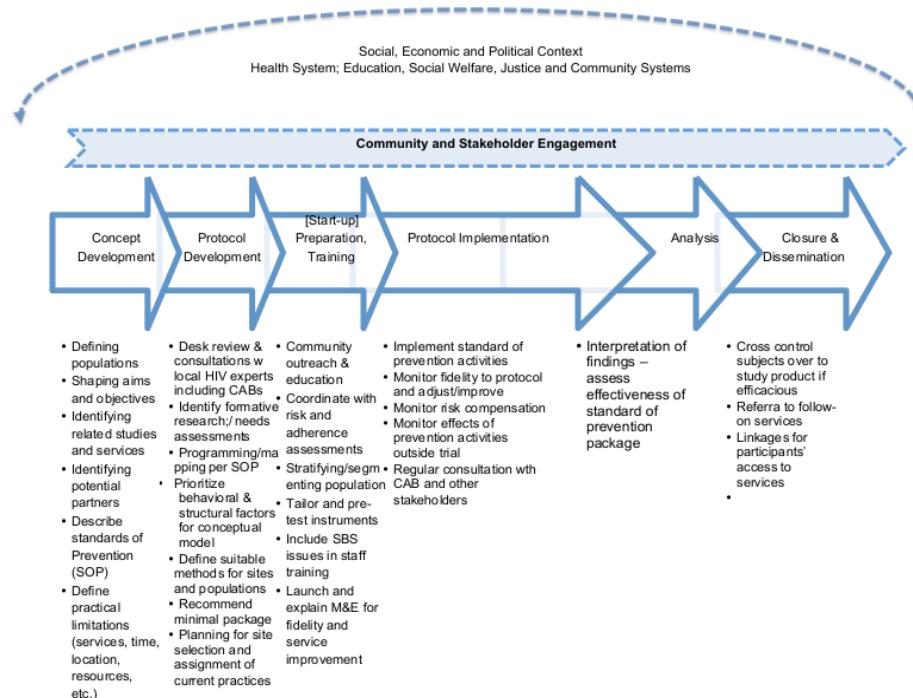 Social, Economic and Political Context
Health System; Education, Social Welfare, Justice and Community Systems
Community and Stakeholder Engagement
Concept
Development
Protocol
Development
[Start-up]
Preparation,
Training
Protocol Implementation
Analysis
Closure &
Dissemination
• Defining
populations
• Shaping aims
and objectives
• Identifying
related studies
and services
• Identifying
potential
partners
• Describe
standards of
Prevention
(SOP)
• Define
practical
limitations
(services, time,
location,
resources,
etc.)
• Desk review &
consultations w
local HIV experts
including CABs
• Identify formative
research;/ needs
assessments
• Programming/ma
pping per SOP
• Prioritize
behavioral &
structural factors
for conceptual
model
• Define suitable
methods for sites
and populations
• Recommend
minimal package
• Planning for site
selection and
assignment of
current practices
• Community
outreach &
education
• Coordinate with
risk and
adherence
assessments
• Stratifying/segm
enting population
• Tailor and pre-
test instruments
• Include SBS
issues in staff
training
• Launch and
explain M&E for
fidelity and
service
improvement
• Implement standard of
prevention activities
• Monitor fidelity to protocol
and adjust/improve
• Monitor risk compensation
• Monitor effects of
prevention activities
outside trial
• Regular consultation wth
CAB and other
stakeholders
• Interpretation of
findings –
assess
effectiveness of
standard of
prevention
package
• Cross control
subjects over to
study product if
efficacious
• Referra to follow-
on services
• Linkages for
participants'
access to
services
•